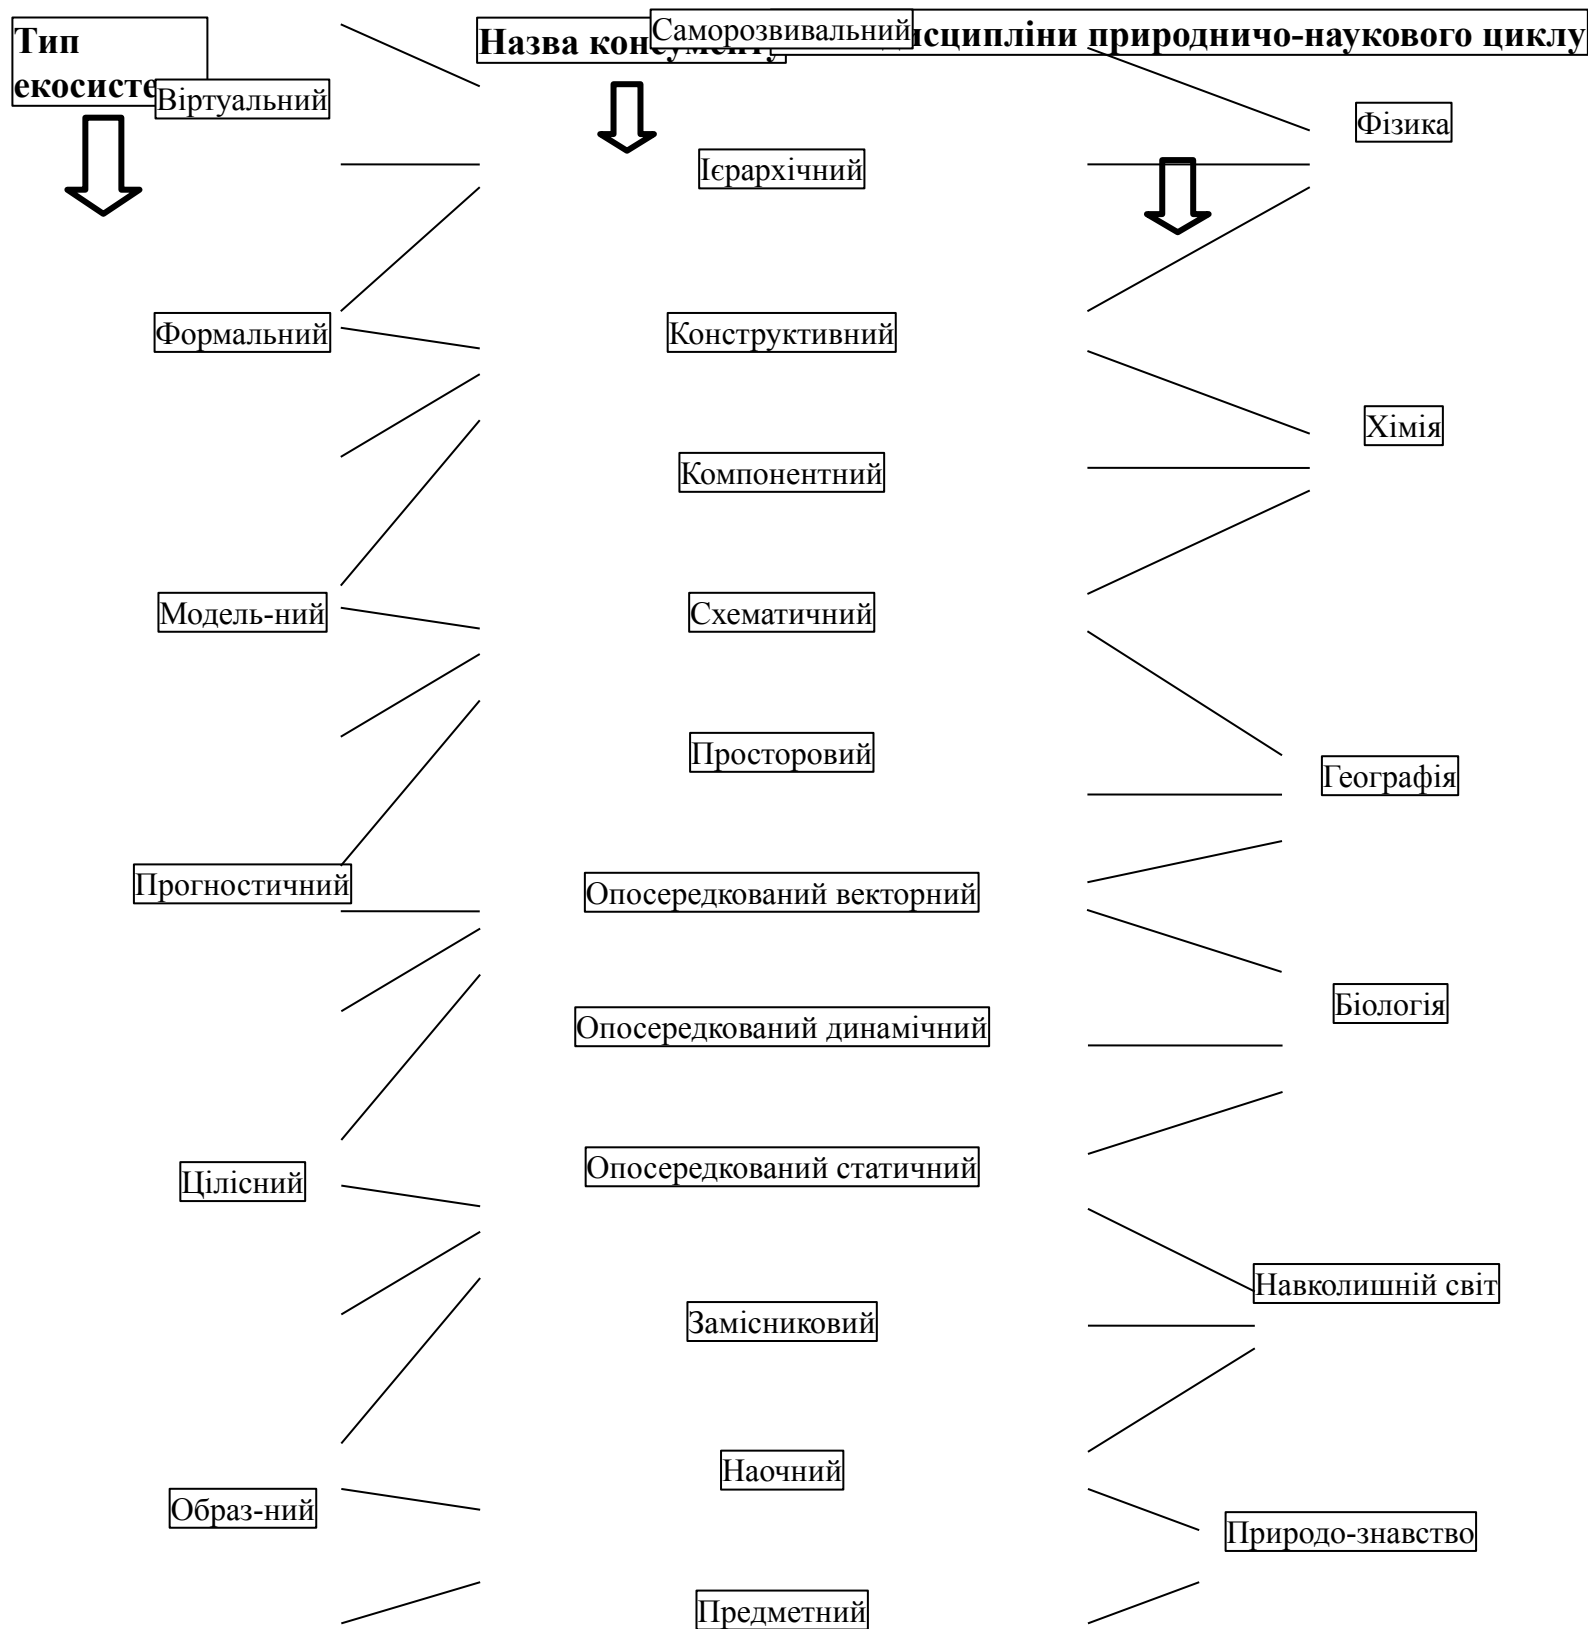 Тип
екосисте
Назва консументу
Саморозвивальний
исципліни природничо-наукового циклу
Віртуальний
Фізика
Ієрархічний
Формальний
Конструктивний
Хімія
Компонентний
Модель-ний
Схематичний
Просторовий
Географія
Прогностичний
Опосередкований векторний
Біологія
Опосередкований динамічний
Цілісний
Опосередкований статичний
Навколишній світ
Замісниковий
Наочний
Образ-ний
Природо-знавство
Предметний